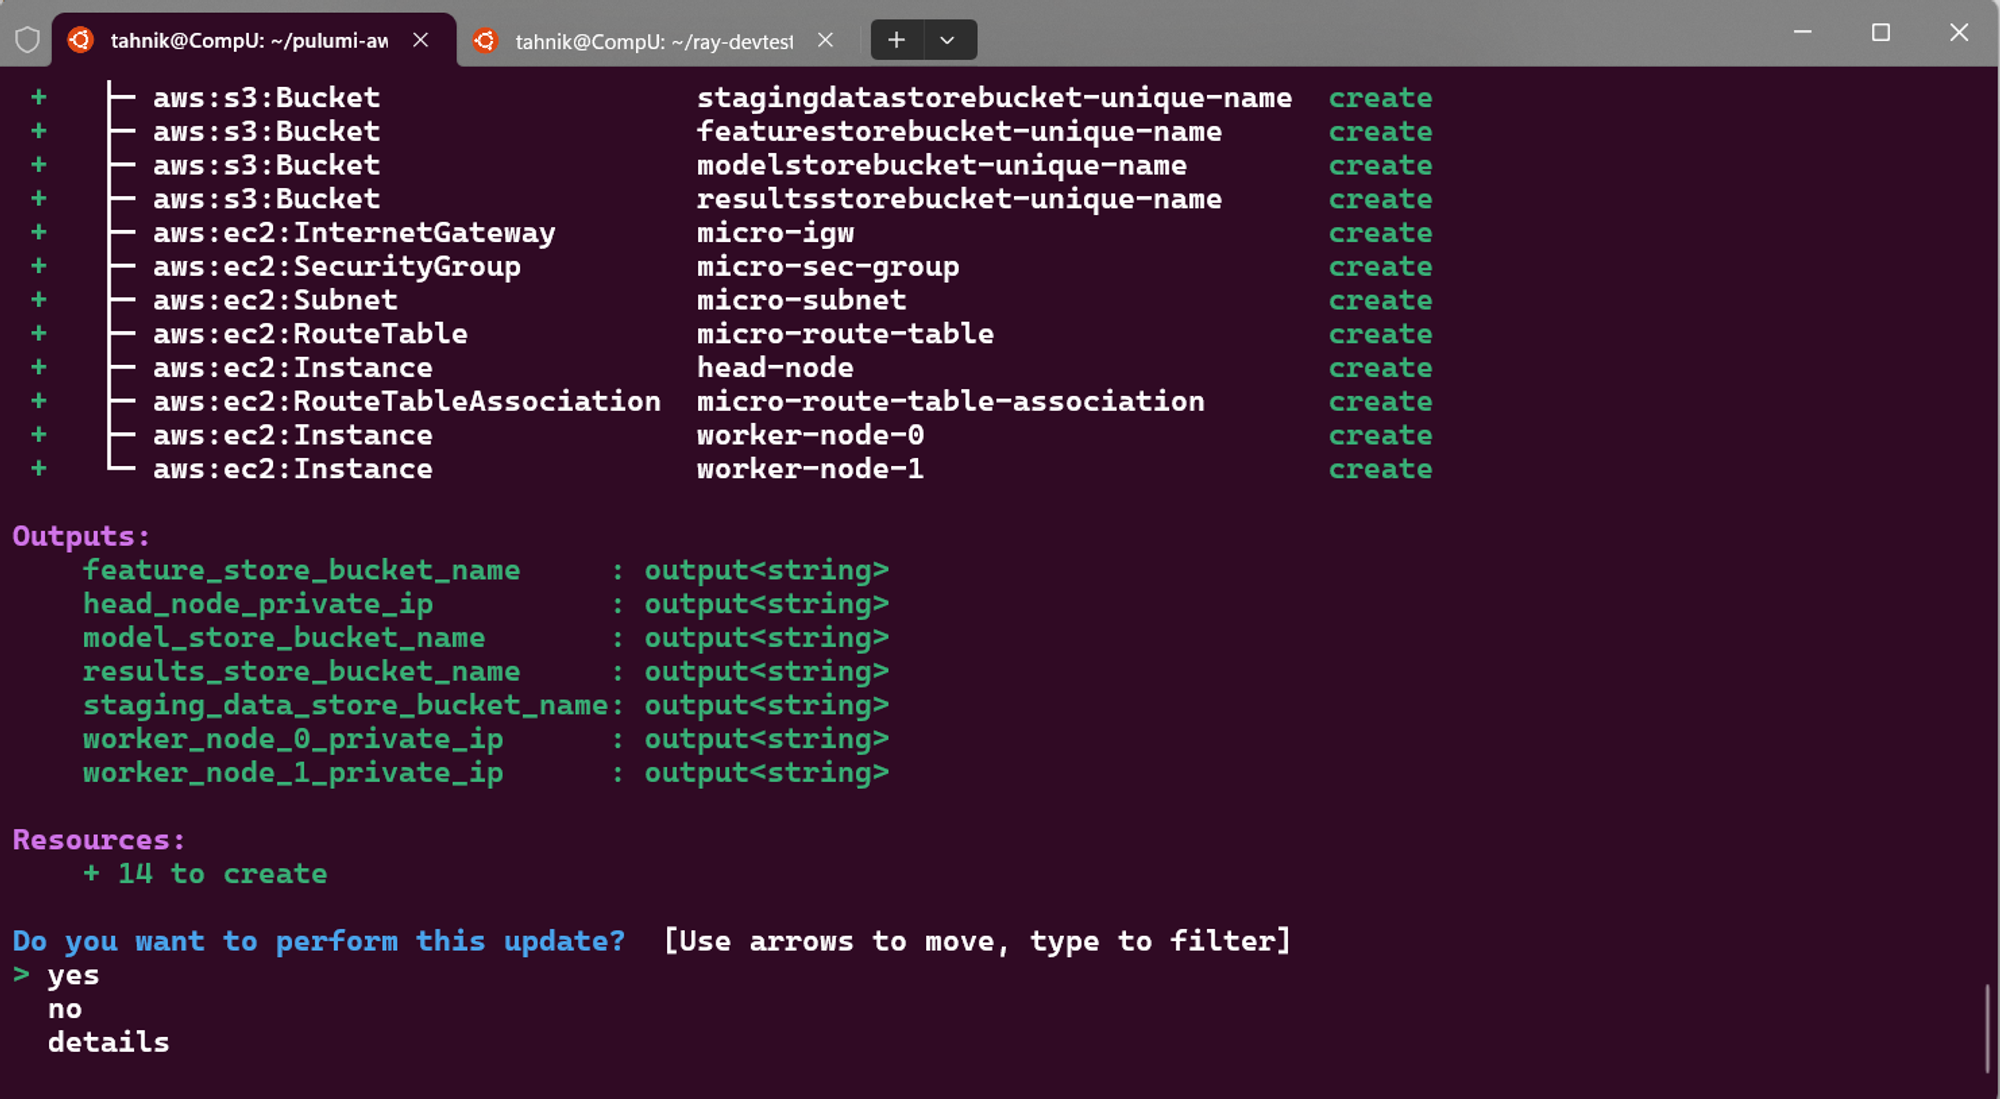 tahnik@CompU: ~/pulumi-aw
tahnik@CompU: ~/ray-devtest
+ ├─ aws:s3:Bucket stagingdatastorebucket-unique-name create
+ ├─ aws:s3:Bucket featurestorebucket-unique-name create
+ ├─ aws:s3:Bucket modelstorebucket-unique-name create
+ ├─ aws:s3:Bucket resultsstorebucket-unique-name create
+ ├─ aws:ec2:InternetGateway micro-igw create
+ ├─ aws:ec2:SecurityGroup micro-sec-group create
+ ├─ aws:ec2:Subnet micro-subnet create
+ ├─ aws:ec2:RouteTable micro-route-table create
+ ├─ aws:ec2:Instance head-node create
+ ├─ aws:ec2:RouteTableAssociation micro-route-table-association create
+ ├─ aws:ec2:Instance worker-node-0 create
+ └─ aws:ec2:Instance worker-node-1 create
Outputs:
feature_store_bucket_name : output<string>
head_node_private_ip : output<string>
model_store_bucket_name : output<string>
results_store_bucket_name : output<string>
staging_data_store_bucket_name: output<string>
worker_node_0_private_ip : output<string>
worker_node_1_private_ip : output<string>
Resources:
+ 14 to create
Do you want to perform this update? [Use arrows to move, type to filter]
> yes
no
details